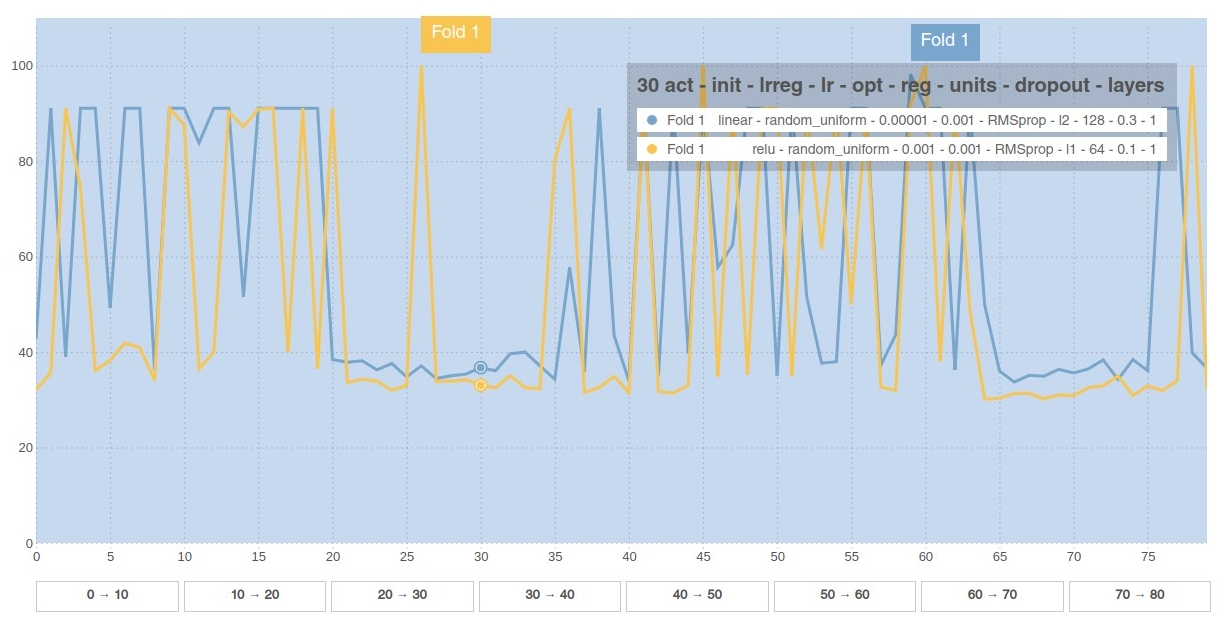 Fold 1
Fold 1
100
80
60
40
20
0
30 act - init - lrreg - lr - opt - reg - units - dropout - layers
Fold 1 linear - random_uniform - 0.00001 - 0.001 - RMSprop - l2 - 128 - 0.3 - 1
Fold 1 relu - random_uniform - 0.001 - 0.001 - RMSprop - l1 - 64 - 0.1 - 1
0 5 10 15 20 25 30 35 40 45 50 55 60 65 70 75
0 → 10 10 → 20 20 → 30 30 → 40 40 → 50 50 → 60 60 → 70 70 → 80